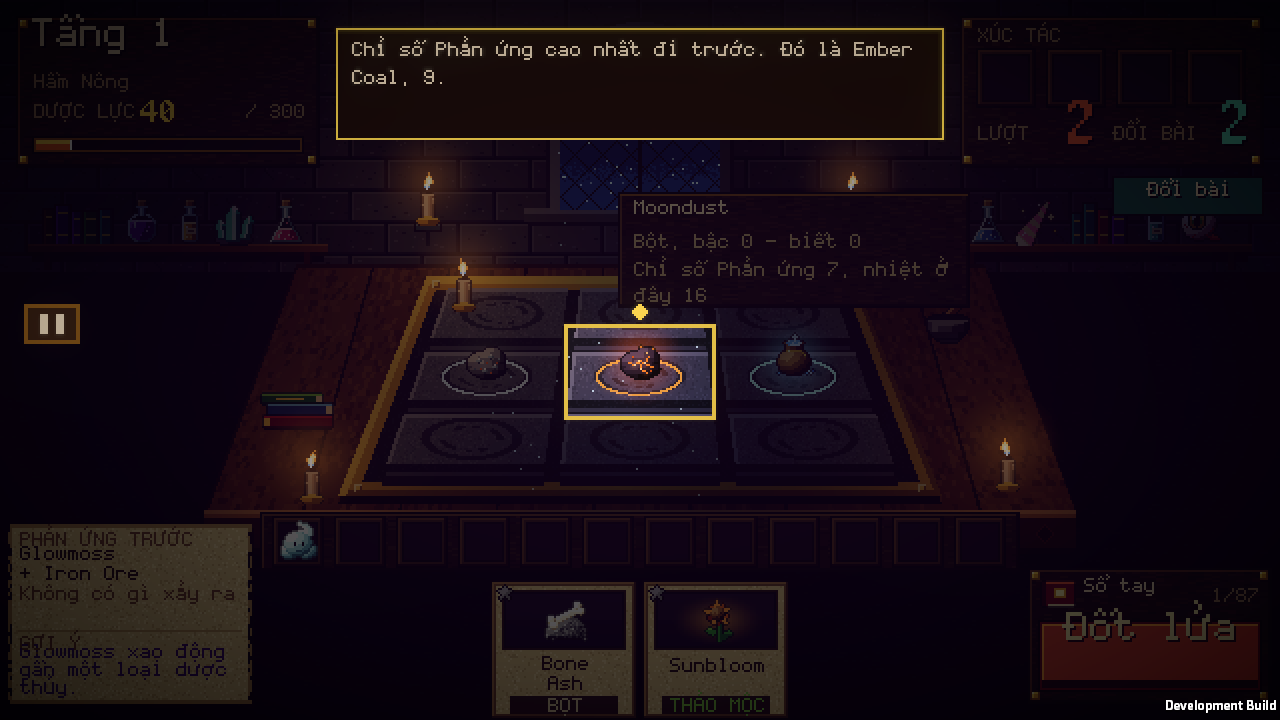 Tầng 1
Hầm Nông
DƯỢC LỰC 40 / 300
Chỉ số Phản ứng cao nhất đi trước. Đó là Ember
Coal, 9.
XÚC TÁC
LƯỢT 2 ĐỔI BÀI 2
Đổi bài
Moondust
Bột, bậc 0 - biết 0
Chỉ số Phản ứng 7, nhiệt ở
đây 16
PHẢN ỨNG TRƯỚC
Glowmoss
+ Iron Ore
Không có gì xảy ra
GỢI Ý
Glowmoss xao động
gần một loại dược
thủy.
Bone
Ash
BỘT
Sunbloom
THẢO MỘC
Sổ tay
1/87
Đốt lửa
Development Build